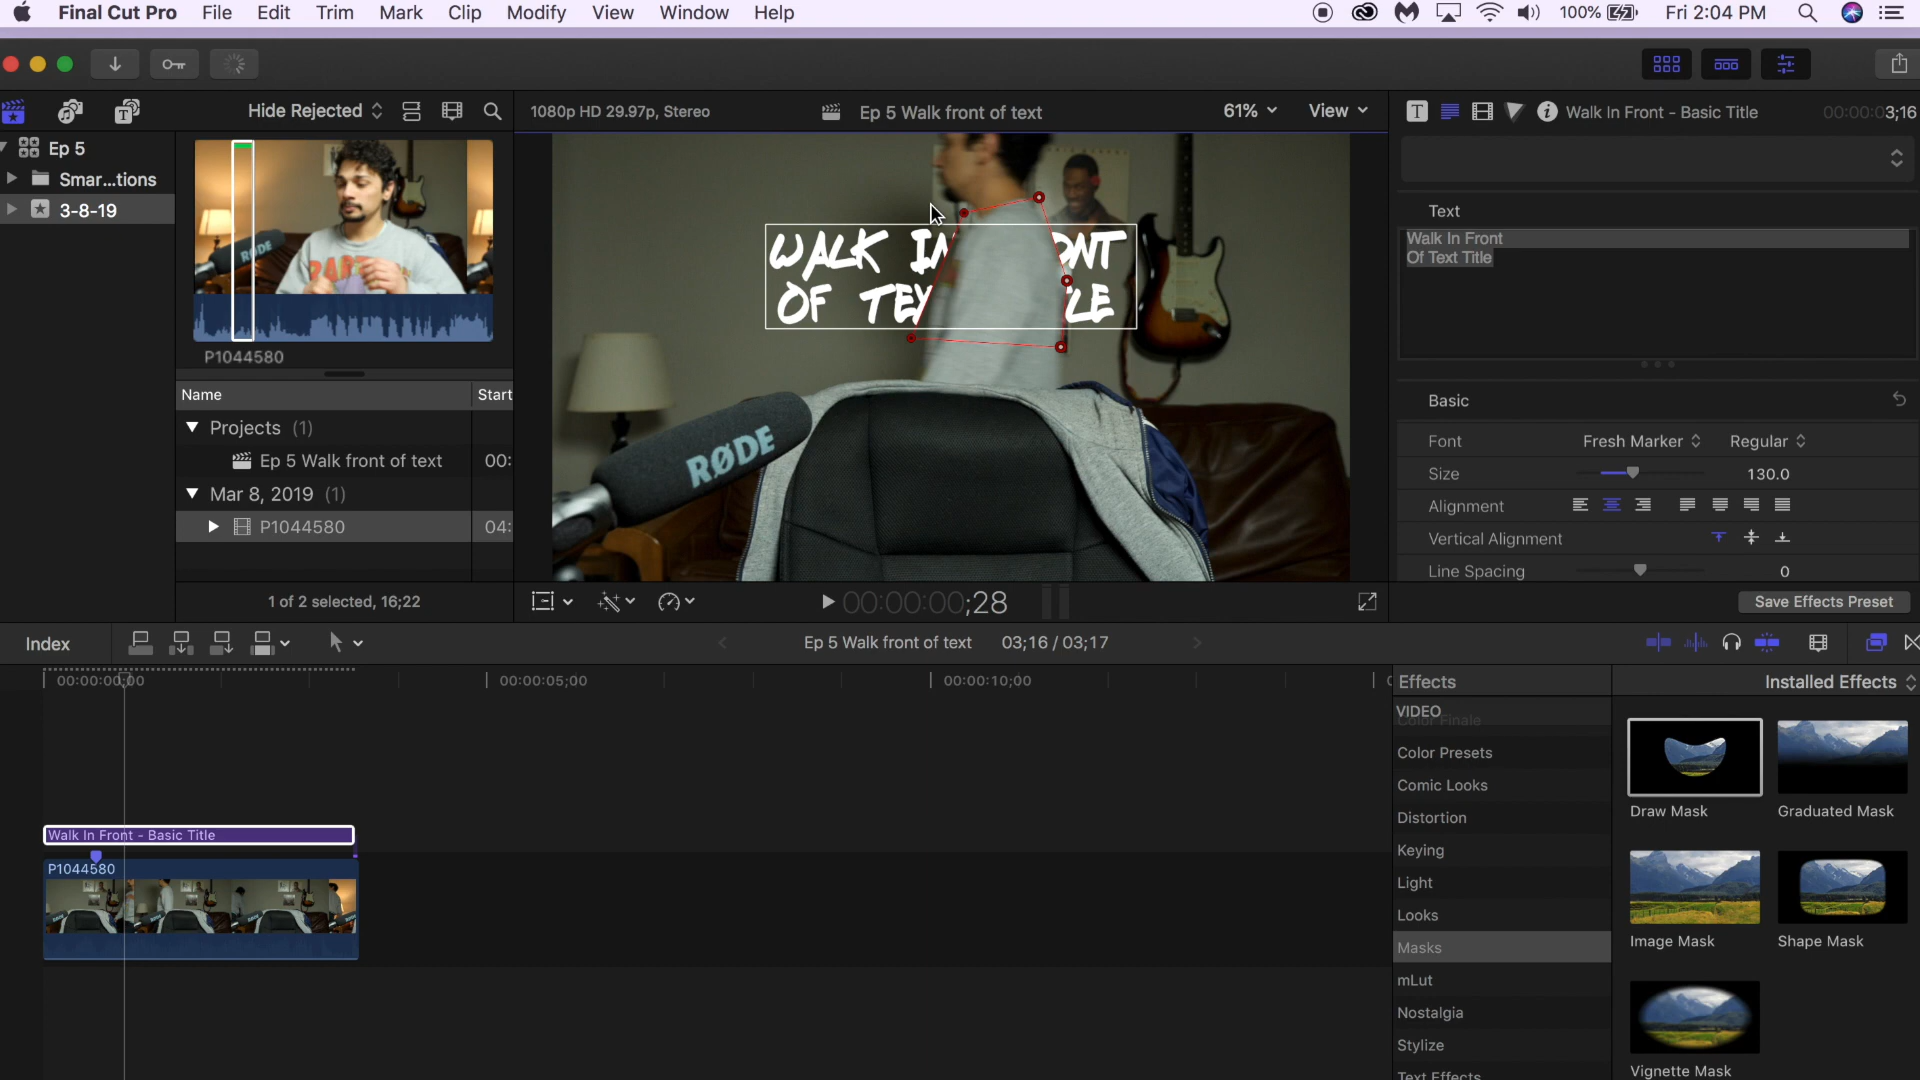 Final Cut Pro File Edit Trim Mark Clip Modify View Window Help 100% Fri 2:04 PM
Hide Rejected 1080p HD 29.97p, Stereo Ep 5 Walk front of text 61% View Walk In Front - Basic Title 00:00:03;16
Ep 5
Smar...tions
3-8-19
RØDE
P1044580
Name Start
Projects (1)
Ep 5 Walk front of text 00:
Mar 8, 2019 (1)
P1044580 04:
1 of 2 selected, 16;22
WALK IN ONT
OF TEX LE
RØDE
00:00:00;28
Text
Walk In Front
Of Text Title
Basic
Font Fresh Marker Regular
Size 130.0
Alignment
Vertical Alignment
Line Spacing 0
Save Effects Preset
Index Ep 5 Walk front of text 03;16 / 03;17
00:00:00;00 00:00:05;00 00:00:10;00
Walk In Front - Basic Title
P1044580
Effects Installed Effects
VIDEO
Color Finale
Color Presets
Comic Looks
Distortion
Keying
Light
Looks
Masks
mLut
Nostalgia
Stylize
Text Effects
Draw Mask Graduated Mask
Image Mask Shape Mask
Vignette Mask